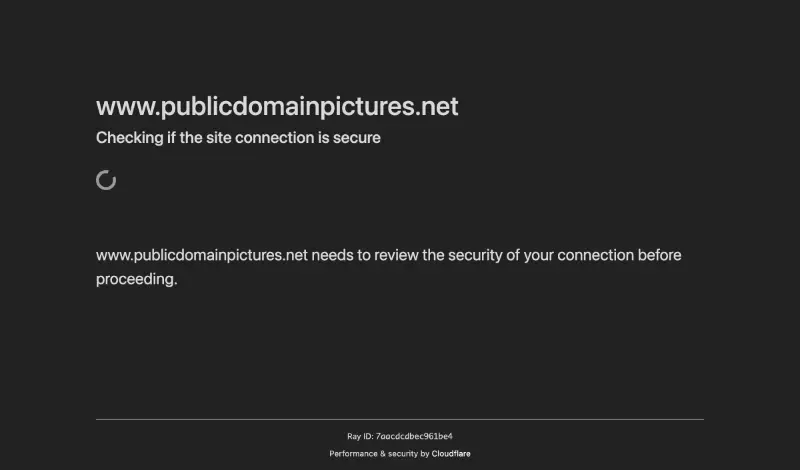 www.publicdomainpictures.net
Checking if the site connection is secure
www.publicdomainpictures.net needs to review the security of your connection before
proceeding.
Ray ID: 7aacdcdbec961be4
Performance & security by Cloudflare